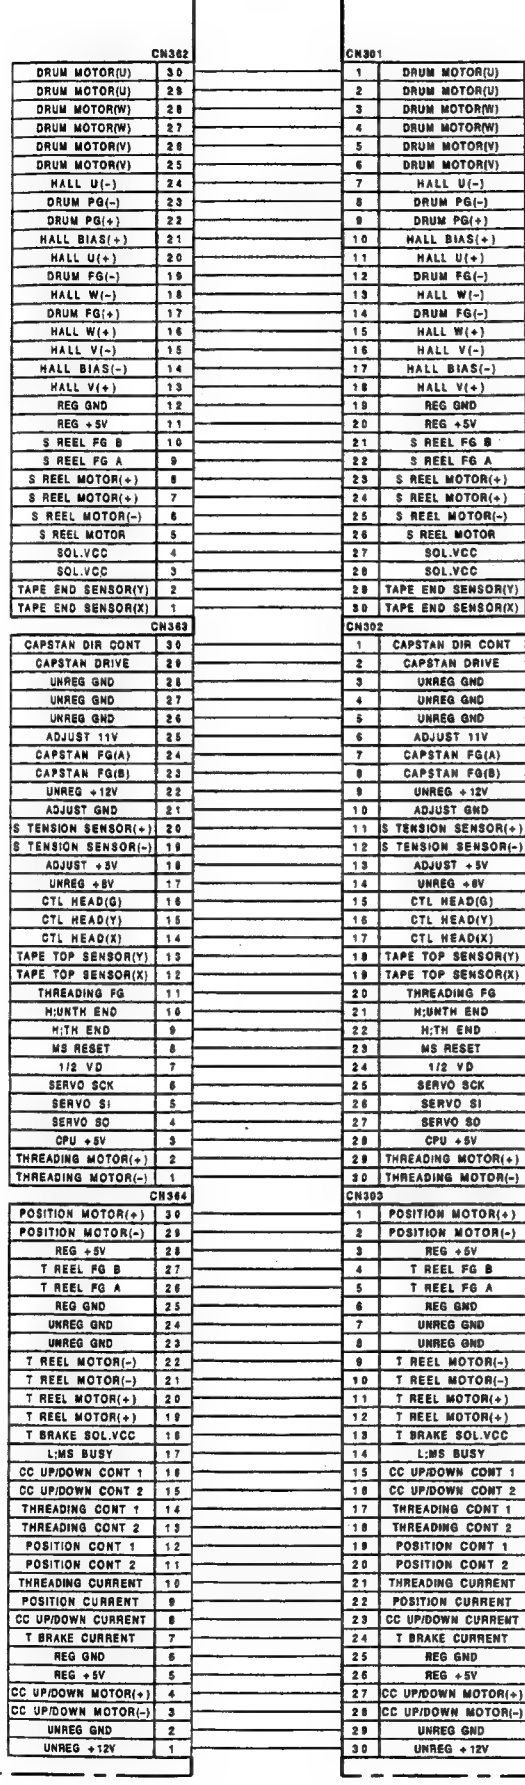 CN362 CN301
DRUM MOTOR(U) 30 1 DRUM MOTOR(U)
DRUM MOTOR(U) 29 2 DRUM MOTOR(U)
DRUM MOTOR(W) 28 3 DRUM MOTOR(W)
DRUM MOTOR(W) 27 4 DRUM MOTOR(W)
DRUM MOTOR(V) 26 5 DRUM MOTOR(V)
DRUM MOTOR(V) 25 6 DRUM MOTOR(V)
HALL U(-) 24 7 HALL U(-)
DRUM PG(-) 23 8 DRUM PG(-)
DRUM PG(+) 22 9 DRUM PG(+)
HALL BIAS(+) 21 10 HALL BIAS(+)
HALL U(+) 20 11 HALL U(+)
DRUM FG(-) 19 12 DRUM FG(-)
HALL W(-) 18 13 HALL W(-)
DRUM FG(+) 17 14 DRUM FG(-)
HALL W(+) 16 15 HALL W(+)
HALL V(-) 15 16 HALL V(-)
HALL BIAS(-) 14 17 HALL BIAS(-)
HALL V(+) 13 18 HALL V(+)
REG GND 12 19 REG GND
REG +5V 11 20 REG +5V
S REEL FG B 10 21 S REEL FG B
S REEL FG A 9 22 S REEL FG A
S REEL MOTOR(+) 8 23 S REEL MOTOR(+)
S REEL MOTOR(+) 7 24 S REEL MOTOR(+)
S REEL MOTOR(-) 6 25 S REEL MOTOR(-)
S REEL MOTOR 5 26 S REEL MOTOR
SOL.VCC 4 27 SOL.VCC
SOL.VCC 3 28 SOL.VCC
TAPE END SENSOR(Y) 2 29 TAPE END SENSOR(Y)
TAPE END SENSOR(X) 1 30 TAPE END SENSOR(X)
CN363 CN302
CAPSTAN DIR CONT 30 1 CAPSTAN DIR CONT
CAPSTAN DRIVE 29 2 CAPSTAN DRIVE
UNREG GND 28 3 UNREG GND
UNREG GND 27 4 UNREG GND
UNREG GND 26 5 UNREG GND
ADJUST 11V 25 6 ADJUST 11V
CAPSTAN FG(A) 24 7 CAPSTAN FG(A)
CAPSTAN FG(B) 23 8 CAPSTAN FG(B)
UNREG +12V 22 9 UNREG +12V
ADJUST GND 21 10 ADJUST GND
S TENSION SENSOR(+) 20 11 S TENSION SENSOR(+)
S TENSION SENSOR(-) 19 12 S TENSION SENSOR(-)
ADJUST +5V 18 13 ADJUST +5V
UNREG +8V 17 14 UNREG +8V
CTL HEAD(G) 16 15 CTL HEAD(G)
CTL HEAD(Y) 15 16 CTL HEAD(Y)
CTL HEAD(X) 14 17 CTL HEAD(X)
TAPE TOP SENSOR(Y) 13 18 TAPE TOP SENSOR(Y)
TAPE TOP SENSOR(X) 12 19 TAPE TOP SENSOR(X)
THREADING FG 11 20 THREADING FG
H;UNTH END 10 21 H;UNTH END
H;TH END 9 22 H;TH END
MS RESET 8 23 MS RESET
1/2 VD 7 24 1/2 VD
SERVO SCK 6 25 SERVO SCK
SERVO SI 5 26 SERVO SI
SERVO SO 4 27 SERVO SO
CPU +5V 3 28 CPU +5V
THREADING MOTOR(+) 2 29 THREADING MOTOR(+)
THREADING MOTOR(-) 1 30 THREADING MOTOR(-)
CN364 CN303
POSITION MOTOR(+) 30 1 POSITION MOTOR(+)
POSITION MOTOR(-) 29 2 POSITION MOTOR(-)
REG +5V 28 3 REG +5V
T REEL FG B 27 4 T REEL FG B
T REEL FG A 26 5 T REEL FG A
REG GND 25 6 REG GND
UNREG GND 24 7 UNREG GND
UNREG GND 23 8 UNREG GND
T REEL MOTOR(-) 22 9 T REEL MOTOR(-)
T REEL MOTOR(-) 21 10 T REEL MOTOR(-)
T REEL MOTOR(+) 20 11 T REEL MOTOR(+)
T REEL MOTOR(+) 19 12 T REEL MOTOR(+)
T BRAKE SOL.VCC 18 13 T BRAKE SOL.VCC
L;MS BUSY 17 14 L;MS BUSY
CC UP/DOWN CONT 1 16 15 CC UP/DOWN CONT 1
CC UP/DOWN CONT 2 15 16 CC UP/DOWN CONT 2
THREADING CONT 1 14 17 THREADING CONT 1
THREADING CONT 2 13 18 THREADING CONT 2
POSITION CONT 1 12 19 POSITION CONT 1
POSITION CONT 2 11 20 POSITION CONT 2
THREADING CURRENT 10 21 THREADING CURRENT
POSITION CURRENT 9 22 POSITION CURRENT
CC UP/DOWN CURRENT 8 23 CC UP/DOWN CURRENT
T BRAKE CURRENT 7 24 T BRAKE CURRENT
REG GND 6 25 REG GND
REG +5V 5 26 REG +5V
CC UP/DOWN MOTOR(+) 4 27 CC UP/DOWN MOTOR(+)
CC UP/DOWN MOTOR(-) 3 28 CC UP/DOWN MOTOR(-)
UNREG GND 2 29 UNREG GND
UNREG +12V 1 30 UNREG +12V